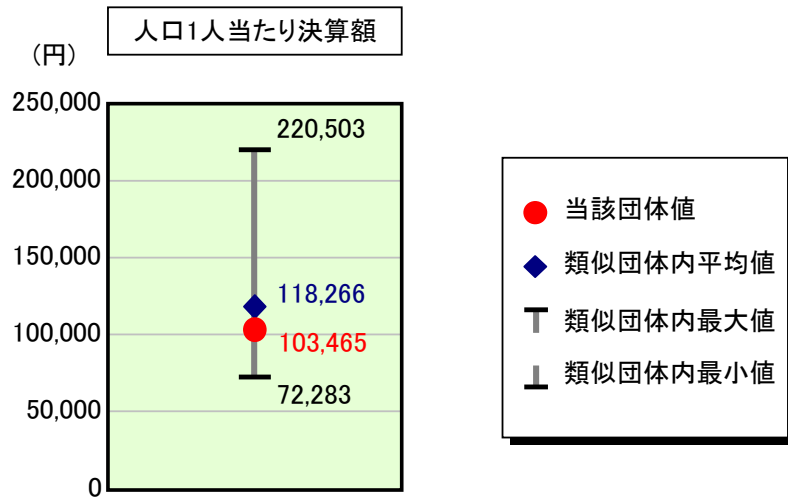 人口1人当たり決算額
(円)
250,000
220,503
200,000
150,000
118,266
100,000
103,465
72,283
50,000
0
当該団体値
類似団体内平均値
類似団体内最大値
類似団体内最小値